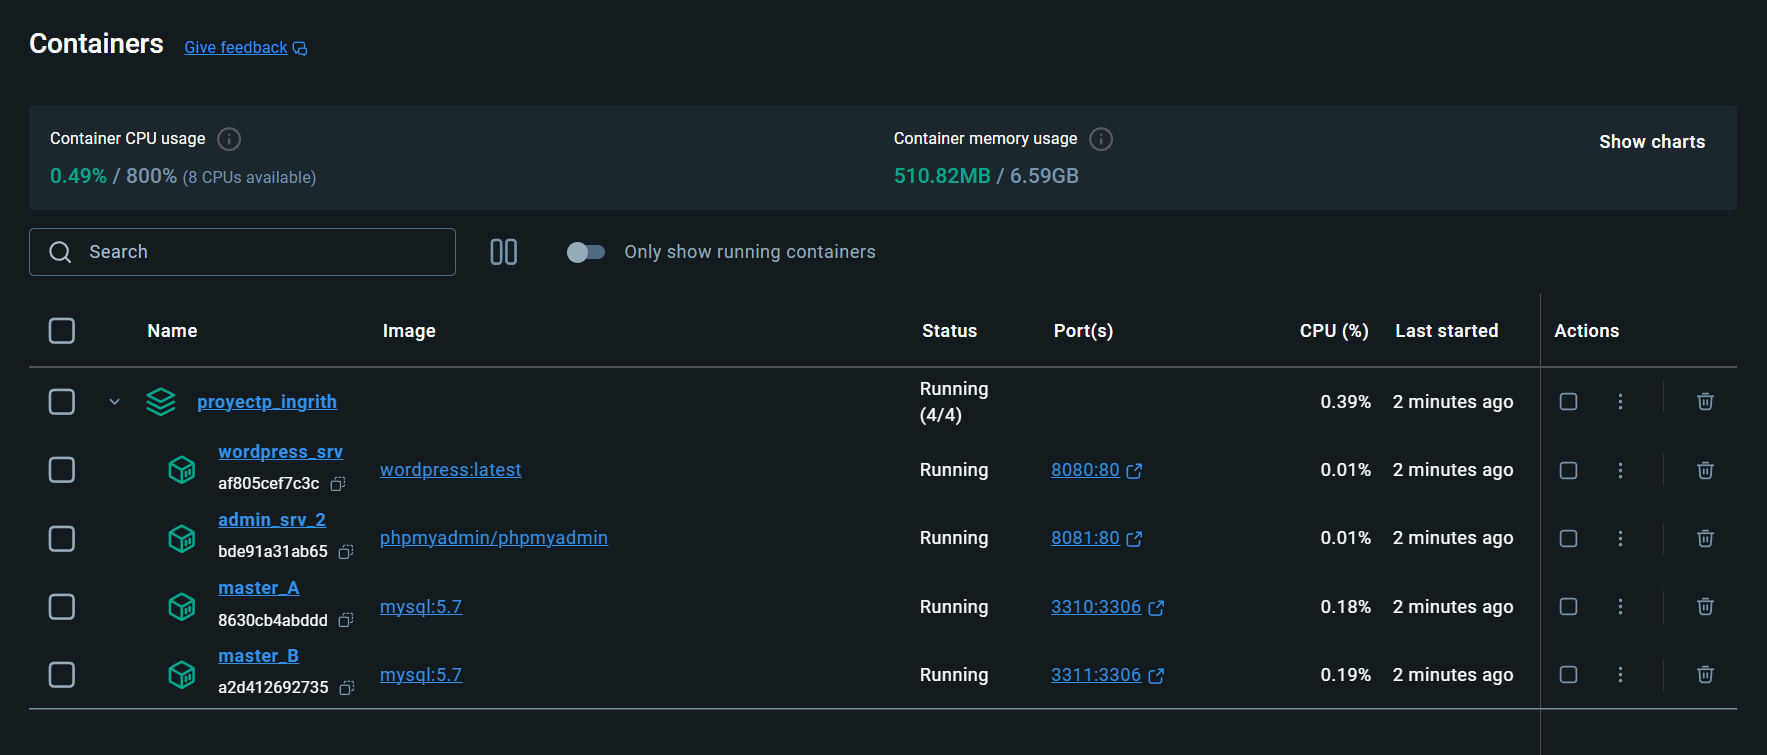 Containers Give feedback
Container CPU usage
0.49% / 800% (8 CPUs available)
Container memory usage
510.82MB / 6.59GB
Show charts
Search
Only show running containers
Name Image Status Port(s) CPU (%) Last started Actions
proyectp_ingrith Running (4/4) 0.39% 2 minutes ago
wordpress_srv
af805cef7c3c
wordpress:latest Running 8080:80 0.01% 2 minutes ago
admin_srv_2
bde91a31ab65
phpmyadmin/phpmyadmin Running 8081:80 0.01% 2 minutes ago
master_A
8630cb4abddd
mysql:5.7 Running 3310:3306 0.18% 2 minutes ago
master_B
a2d412692735
mysql:5.7 Running 3311:3306 0.19% 2 minutes ago